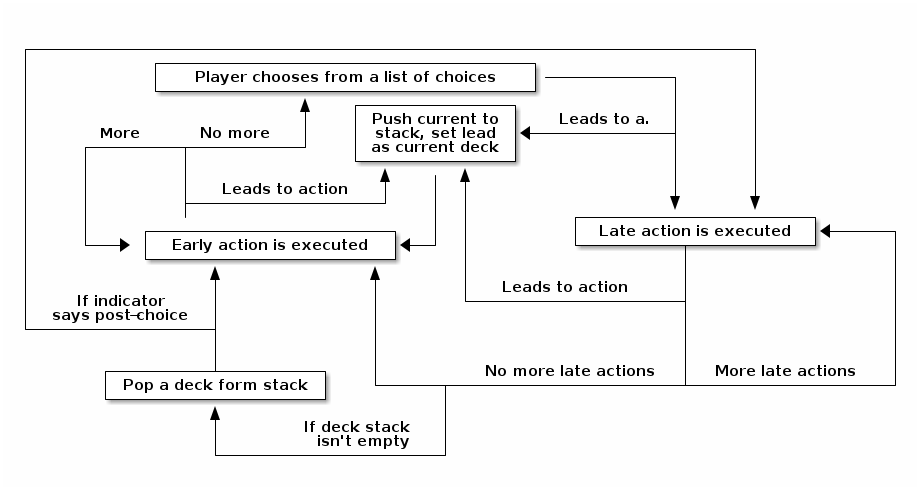 Player chooses from a list of choices
Push current to
stack, set lead
as current deck
Leads to a.
More
No more
Leads to action
Early action is executed
Late action is executed
Leads to action
If indicator
says post-choice
Pop a deck form stack
No more late actions
More late actions
If deck stack
isn't empty